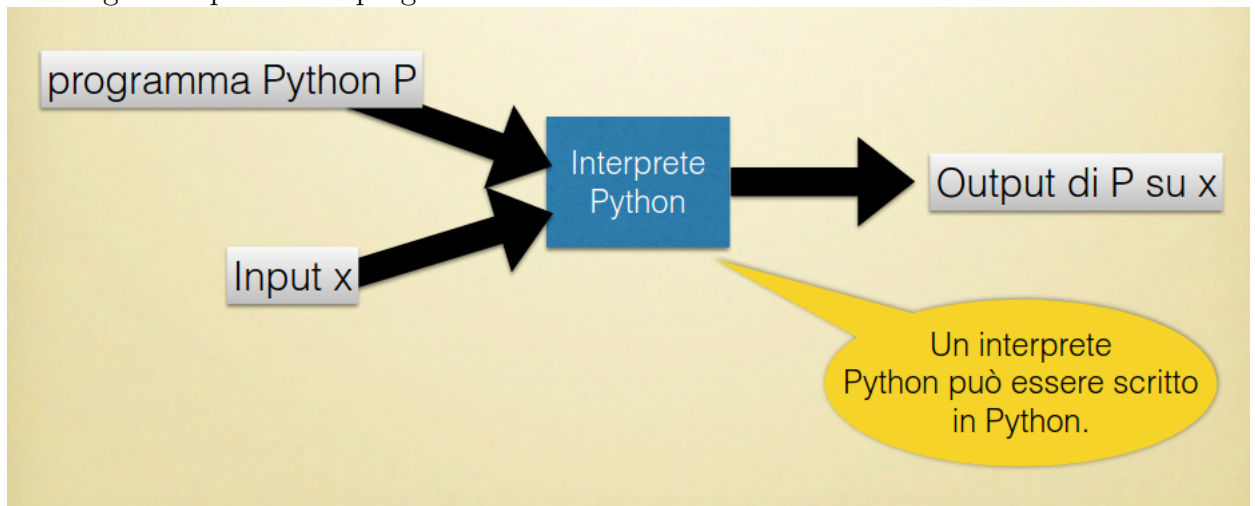 programma Python P
Interprete
Python
Output di P su x
Input x
Un interprete
Python può essere scritto
in Python.